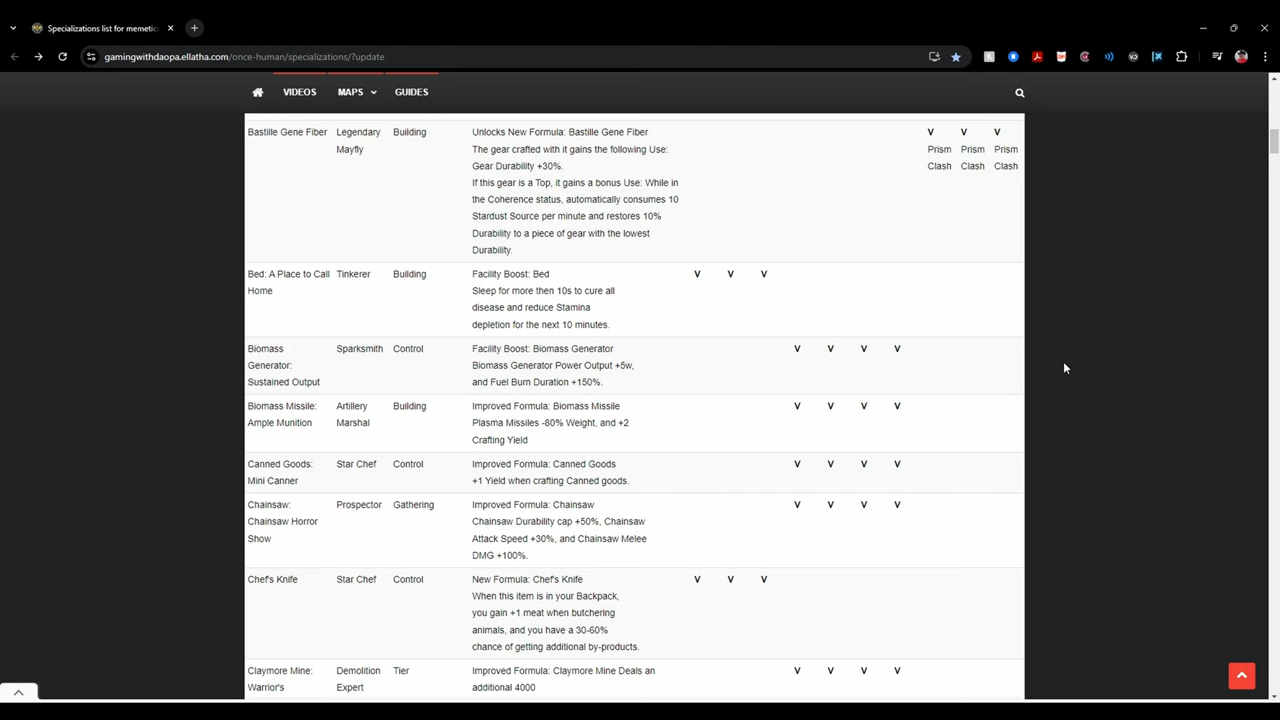 Specializations list for memetic
gamingwithdaopa.ellatha.com/once-human/specializations/?update
VIDEOS MAPS GUIDES
Bastille Gene Fiber Legendary Building Unlocks New Formula: Bastille Gene Fiber V V V
Mayfly The gear crafted with it gains the following Use: Prism Prism Prism
Gear Durability +30%. Clash Clash Clash
If this gear is a Top, it gains a bonus Use: While in
the Coherence status, automatically consumes 10
Stardust Source per minute and restores 10%
Durability to a piece of gear with the lowest
Durability.
Bed: A Place to Call Tinkerer Building Facility Boost: Bed V V V
Home Sleep for more then 10s to cure all
disease and reduce Stamina
depletion for the next 10 minutes.
Biomass Sparksmith Control Facility Boost: Biomass Generator V V V V
Generator: Biomass Generator Power Output +5w,
Sustained Output and Fuel Burn Duration +150%.
Biomass Missile: Artillery Building Improved Formula: Biomass Missile V V V V
Ample Munition Marshal Plasma Missiles -80% Weight, and +2
Crafting Yield
Canned Goods: Star Chef Control Improved Formula: Canned Goods V V V V
Mini Canner +1 Yield when crafting Canned goods.
Chainsaw: Prospector Gathering Improved Formula: Chainsaw V V V V
Chainsaw Horror Chainsaw Durability cap +50%, Chainsaw
Show Attack Speed +30%, and Chainsaw Melee
DMG +100%.
Chef's Knife Star Chef Control New Formula: Chef's Knife V V V
When this item is in your Backpack,
you gain +1 meat when butchering
animals, and you have a 30-60%
chance of getting additional by-products.
Claymore Mine: Demolition Tier Improved Formula: Claymore Mine Deals an V V V V
Warrior's Expert additional 4000